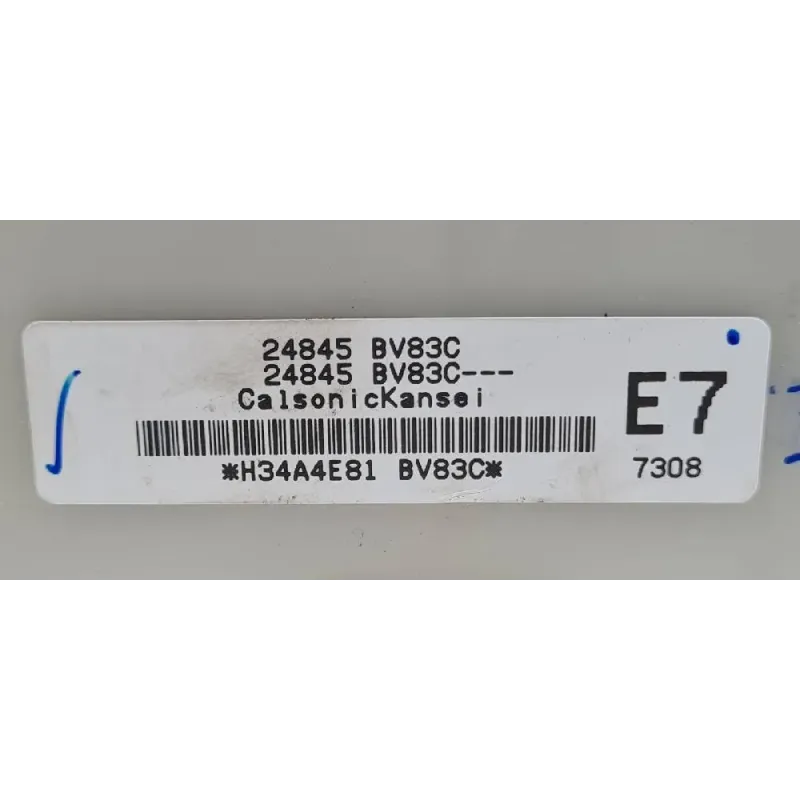 24845 BV83C
24845 BV83C---
CalsonicKansei
*H34A4E81 BV83C*
E7
7308